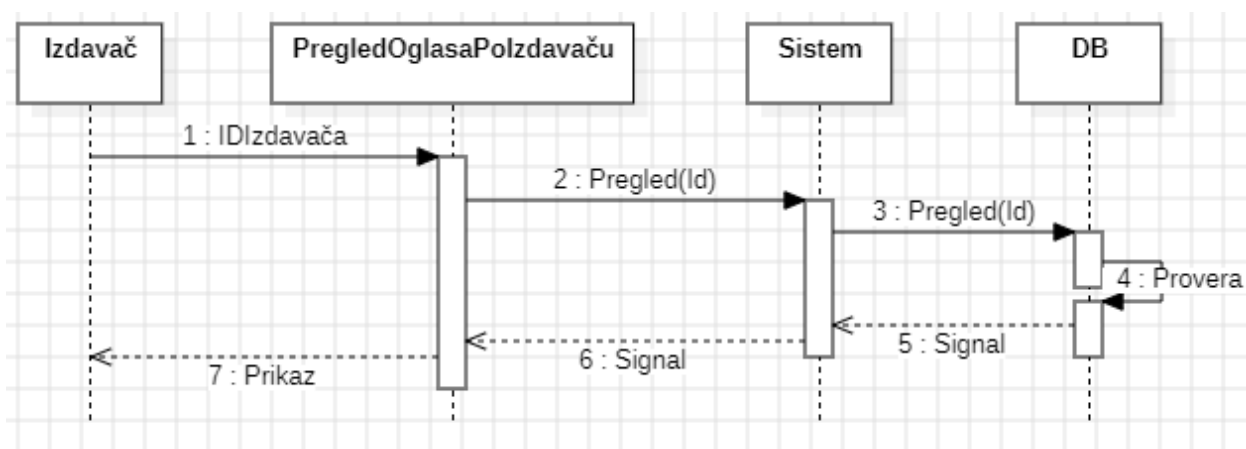 Izdavač
PregledOglasaPoIzdavaču
Sistem
DB
1 : IDIzdavača
2 : Pregled(Id)
3 : Pregled(Id)
4 : Provera
5 : Signal
6 : Signal
7 : Prikaz